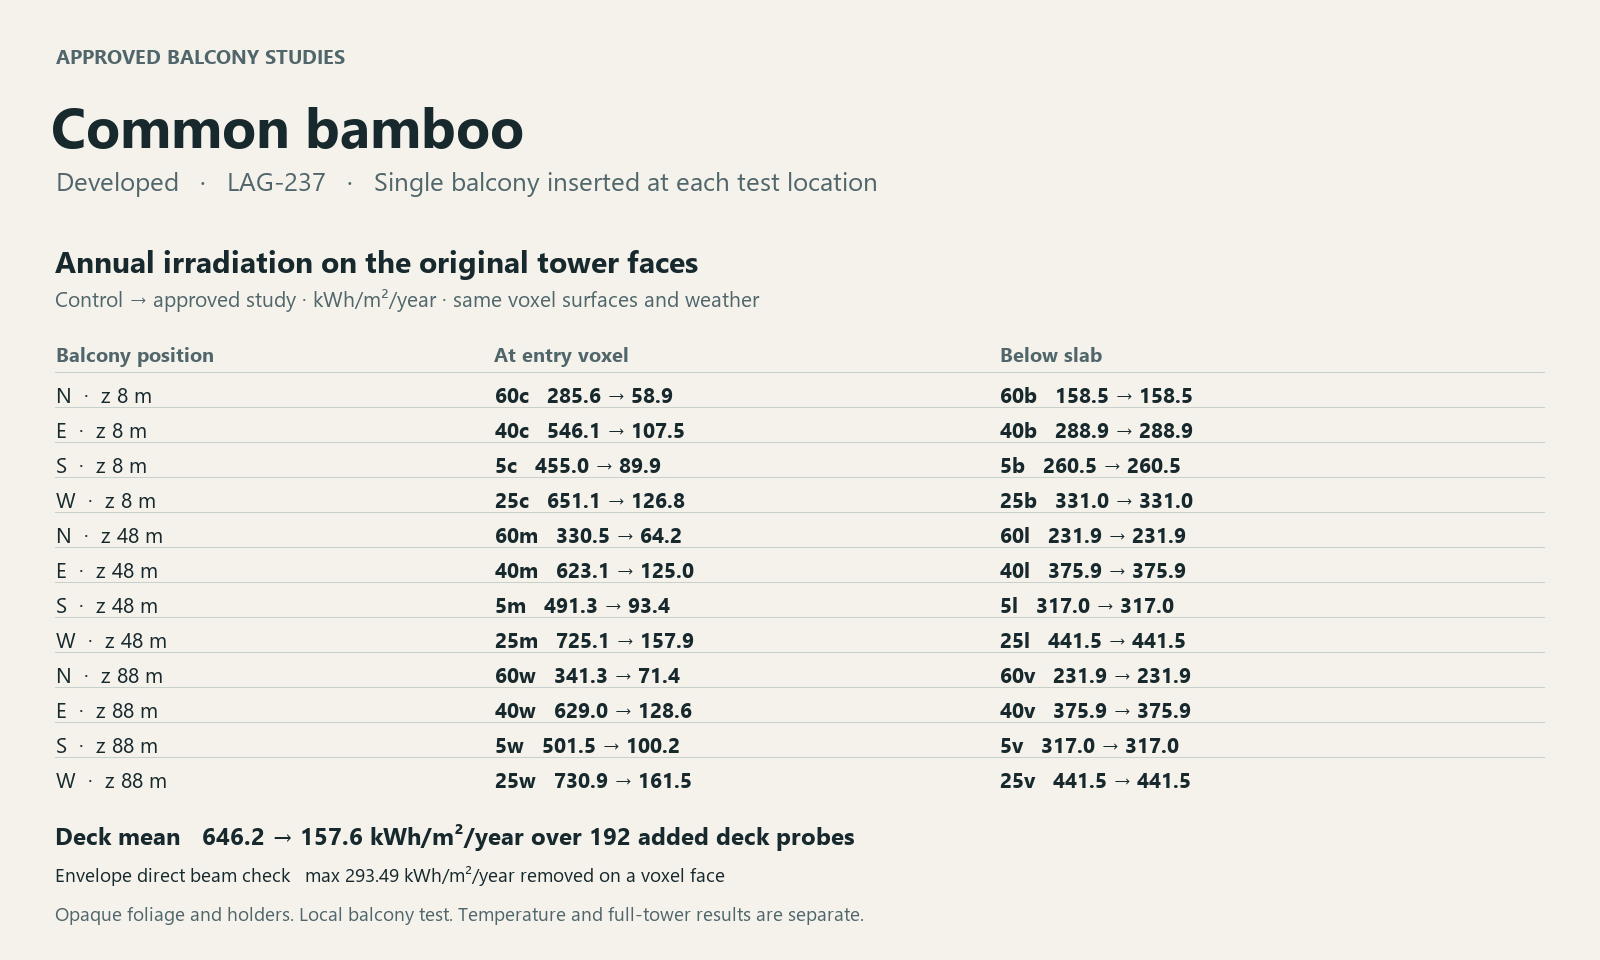 APPROVED BALCONY STUDIES
Common bamboo
Developed · LAG-237 · Single balcony inserted at each test location
Annual irradiation on the original tower faces
Control → approved study · kWh/m²/year · same voxel surfaces and weather
Balcony position At entry voxel Below slab
N · z 8 m 60c 285.6 → 58.9 60b 158.5 → 158.5
E · z 8 m 40c 546.1 → 107.5 40b 288.9 → 288.9
S · z 8 m 5c 455.0 → 89.9 5b 260.5 → 260.5
W · z 8 m 25c 651.1 → 126.8 25b 331.0 → 331.0
N · z 48 m 60m 330.5 → 64.2 60l 231.9 → 231.9
E · z 48 m 40m 623.1 → 125.0 40l 375.9 → 375.9
S · z 48 m 5m 491.3 → 93.4 5l 317.0 → 317.0
W · z 48 m 25m 725.1 → 157.9 25l 441.5 → 441.5
N · z 88 m 60w 341.3 → 71.4 60v 231.9 → 231.9
E · z 88 m 40w 629.0 → 128.6 40v 375.9 → 375.9
S · z 88 m 5w 501.5 → 100.2 5v 317.0 → 317.0
W · z 88 m 25w 730.9 → 161.5 25v 441.5 → 441.5
Deck mean 646.2 → 157.6 kWh/m²/year over 192 added deck probes
Envelope direct beam check max 293.49 kWh/m²/year removed on a voxel face
Opaque foliage and holders. Local balcony test. Temperature and full-tower results are separate.